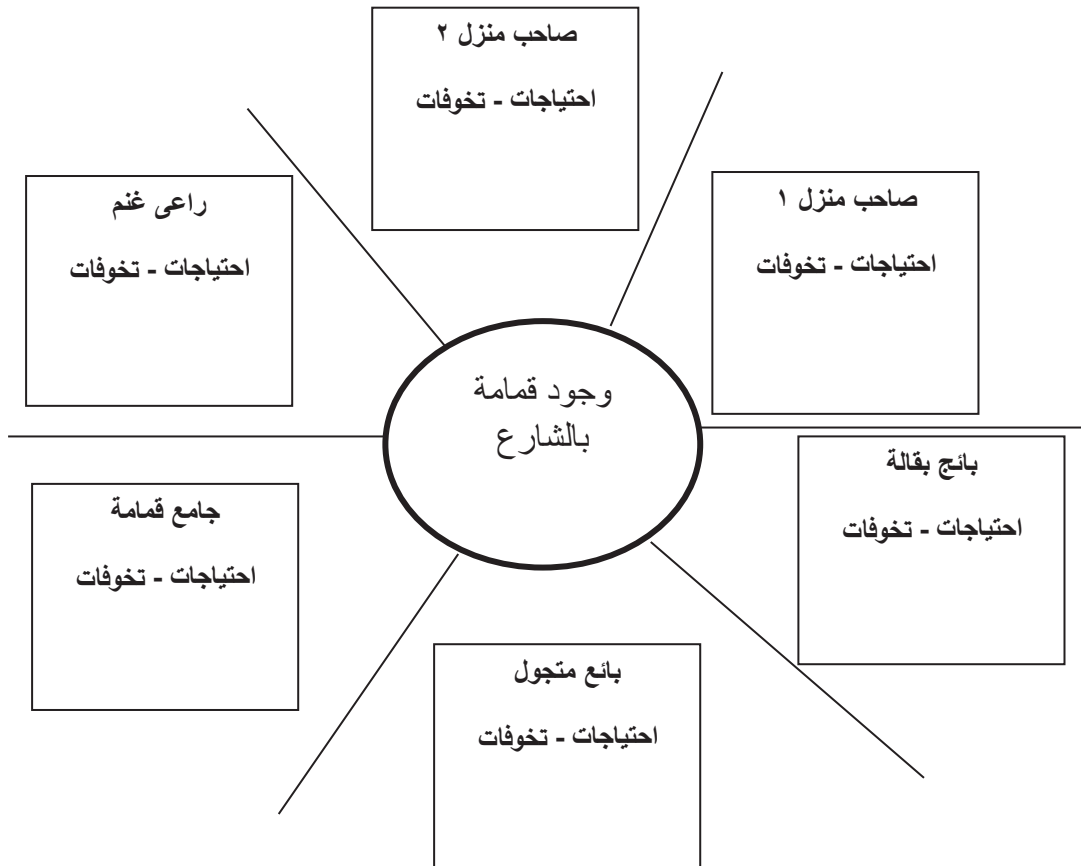 صاحب منزل ٢
احتياجات - تخوفات
صاحب منزل ١
احتياجات - تخوفات
راعى غنم
احتياجات - تخوفات
وجود قمامة
بالشارع
بائج بقالة
احتياجات - تخوفات
جامع قمامة
احتياجات - تخوفات
بائع متجول
احتياجات - تخوفات